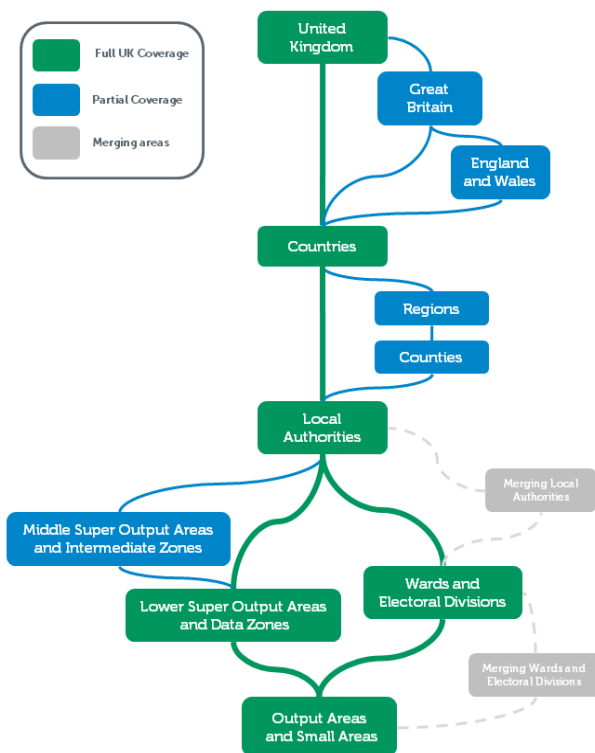 Full UK Coverage
Partial Coverage
Merging areas
United
Kingdom
Great
Britain
England
and Wales
Countries
Regions
Counties
Local
Authorities
Merging Local
Authorities
Middle Super Output Areas
and Intermediate Zones
Wards and
Electoral Divisions
Lower Super Output Areas
and Data Zones
Merging Wards and
Electoral Divisions
Output Areas
and Small Areas